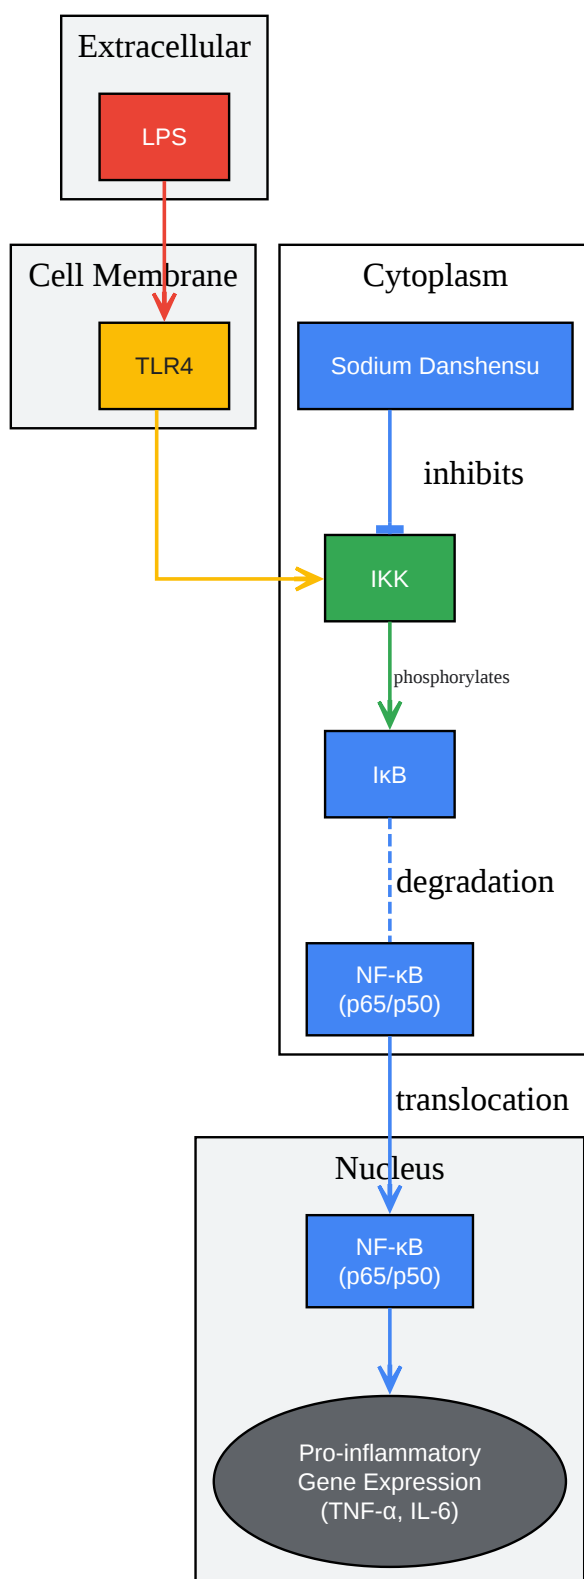 Extracellular
LPS
Cell Membrane
TLR4
Cytoplasm
Sodium Danshensu
inhibits
IKK
phosphorylates
IκB
degradation
NF-κB
(p65/p50)
translocation
Nucleus
NF-κB
(p65/p50)
Pro-inflammatory
Gene Expression
(TNF-α, IL-6)